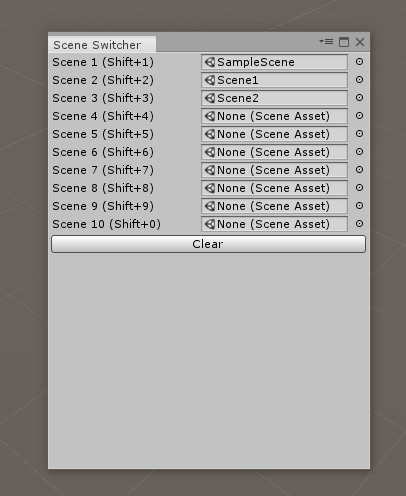 Scene Switcher
Scene 1 (Shift+1) SampleScene
Scene 2 (Shift+2) Scene1
Scene 3 (Shift+3) Scene2
Scene 4 (Shift+4) None (Scene Asset)
Scene 5 (Shift+5) None (Scene Asset)
Scene 6 (Shift+6) None (Scene Asset)
Scene 7 (Shift+7) None (Scene Asset)
Scene 8 (Shift+8) None (Scene Asset)
Scene 9 (Shift+9) None (Scene Asset)
Scene 10 (Shift+0) None (Scene Asset)
Clear